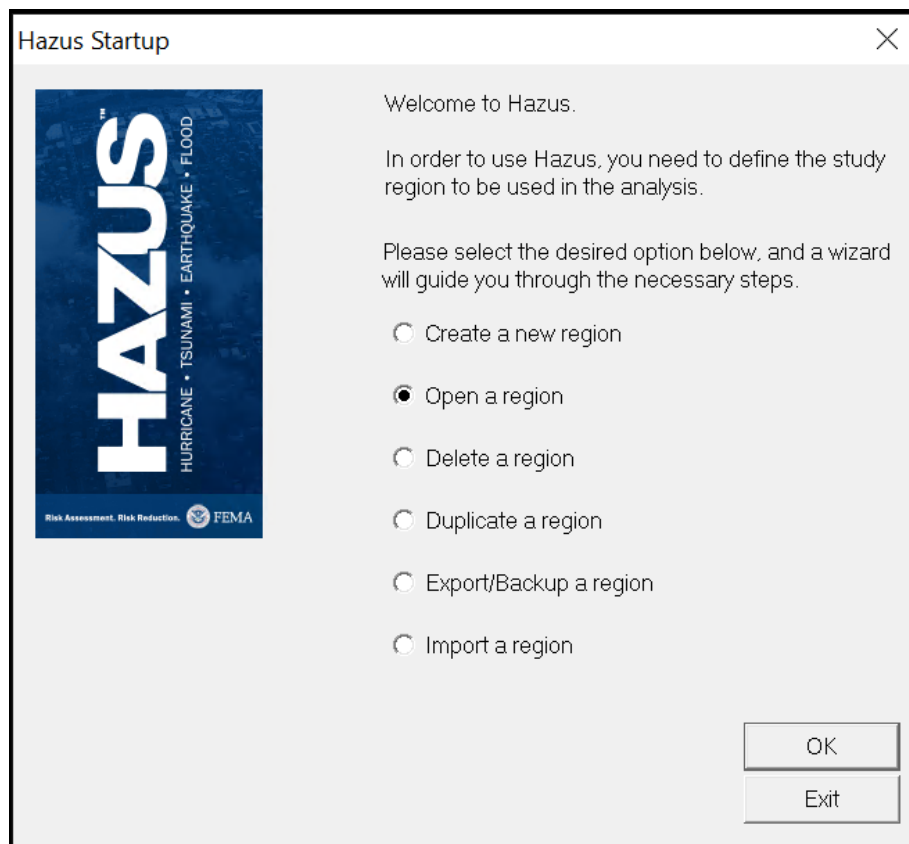 Hazus Startup
HAZUS™
HURRICANE • TSUNAMI • EARTHQUAKE • FLOOD
Risk Assessment. Risk Reduction. FEMA
Welcome to Hazus.
In order to use Hazus, you need to define the study
region to be used in the analysis.
Please select the desired option below, and a wizard
will guide you through the necessary steps.
Create a new region
Open a region
Delete a region
Duplicate a region
Export/Backup a region
Import a region
OK
Exit